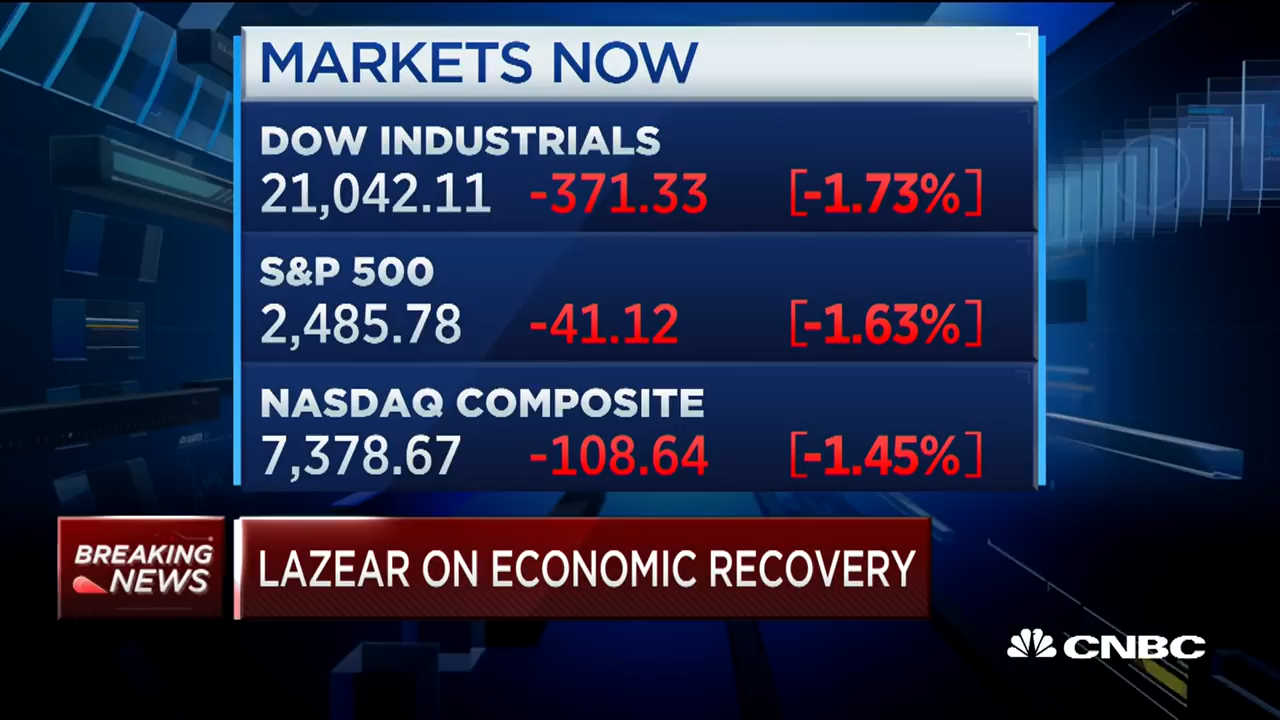 MARKETS NOW
DOW INDUSTRIALS
21,042.11 -371.33 [-1.73%]
S&P 500
2,485.78 -41.12 [-1.63%]
NASDAQ COMPOSITE
7,378.67 -108.64 [-1.45%]
BREAKING
NEWS
LAZEAR ON ECONOMIC RECOVERY
CNBC